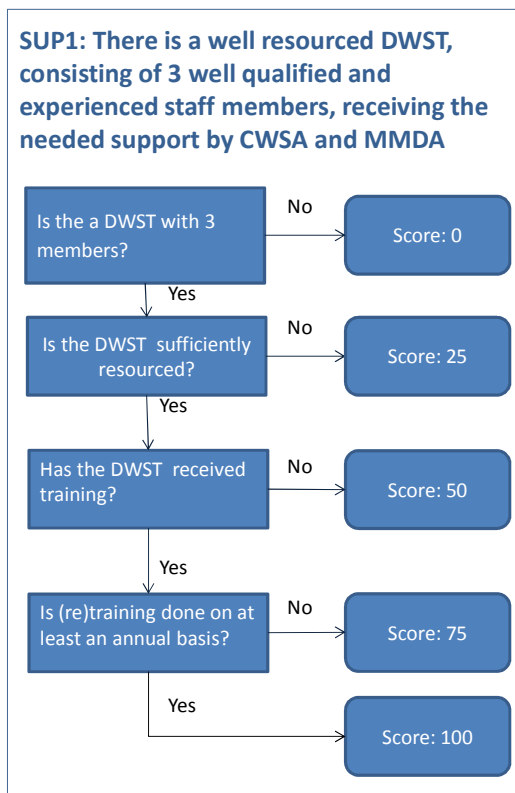 SUP1: There is a well resourced DWST,
consisting of 3 well qualified and
experienced staff members, receiving the
needed support by CWSA and MMDA
Is the a DWST with 3
members?
No
Score: 0
Yes
Is the DWST sufficiently
resourced?
No
Score: 25
Yes
Has the DWST received
training?
No
Score: 50
Yes
Is (re)training done on at
least an annual basis?
No
Score: 75
Yes
Score: 100